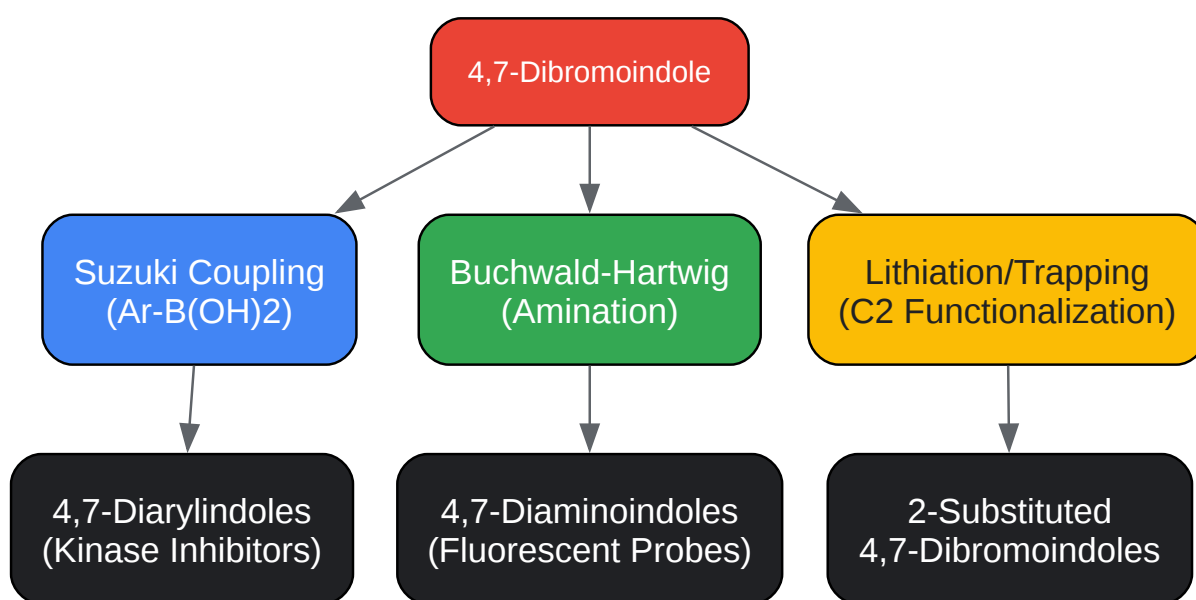 4,7-Dibromoindole
Suzuki Coupling
(Ar-B(OH)2)
Buchwald-Hartwig
(Amination)
Lithiation/Trapping
(C2 Functionalization)
4,7-Diarylindoles
(Kinase Inhibitors)
4,7-Diaminoindoles
(Fluorescent Probes)
2-Substituted
4,7-Dibromoindoles